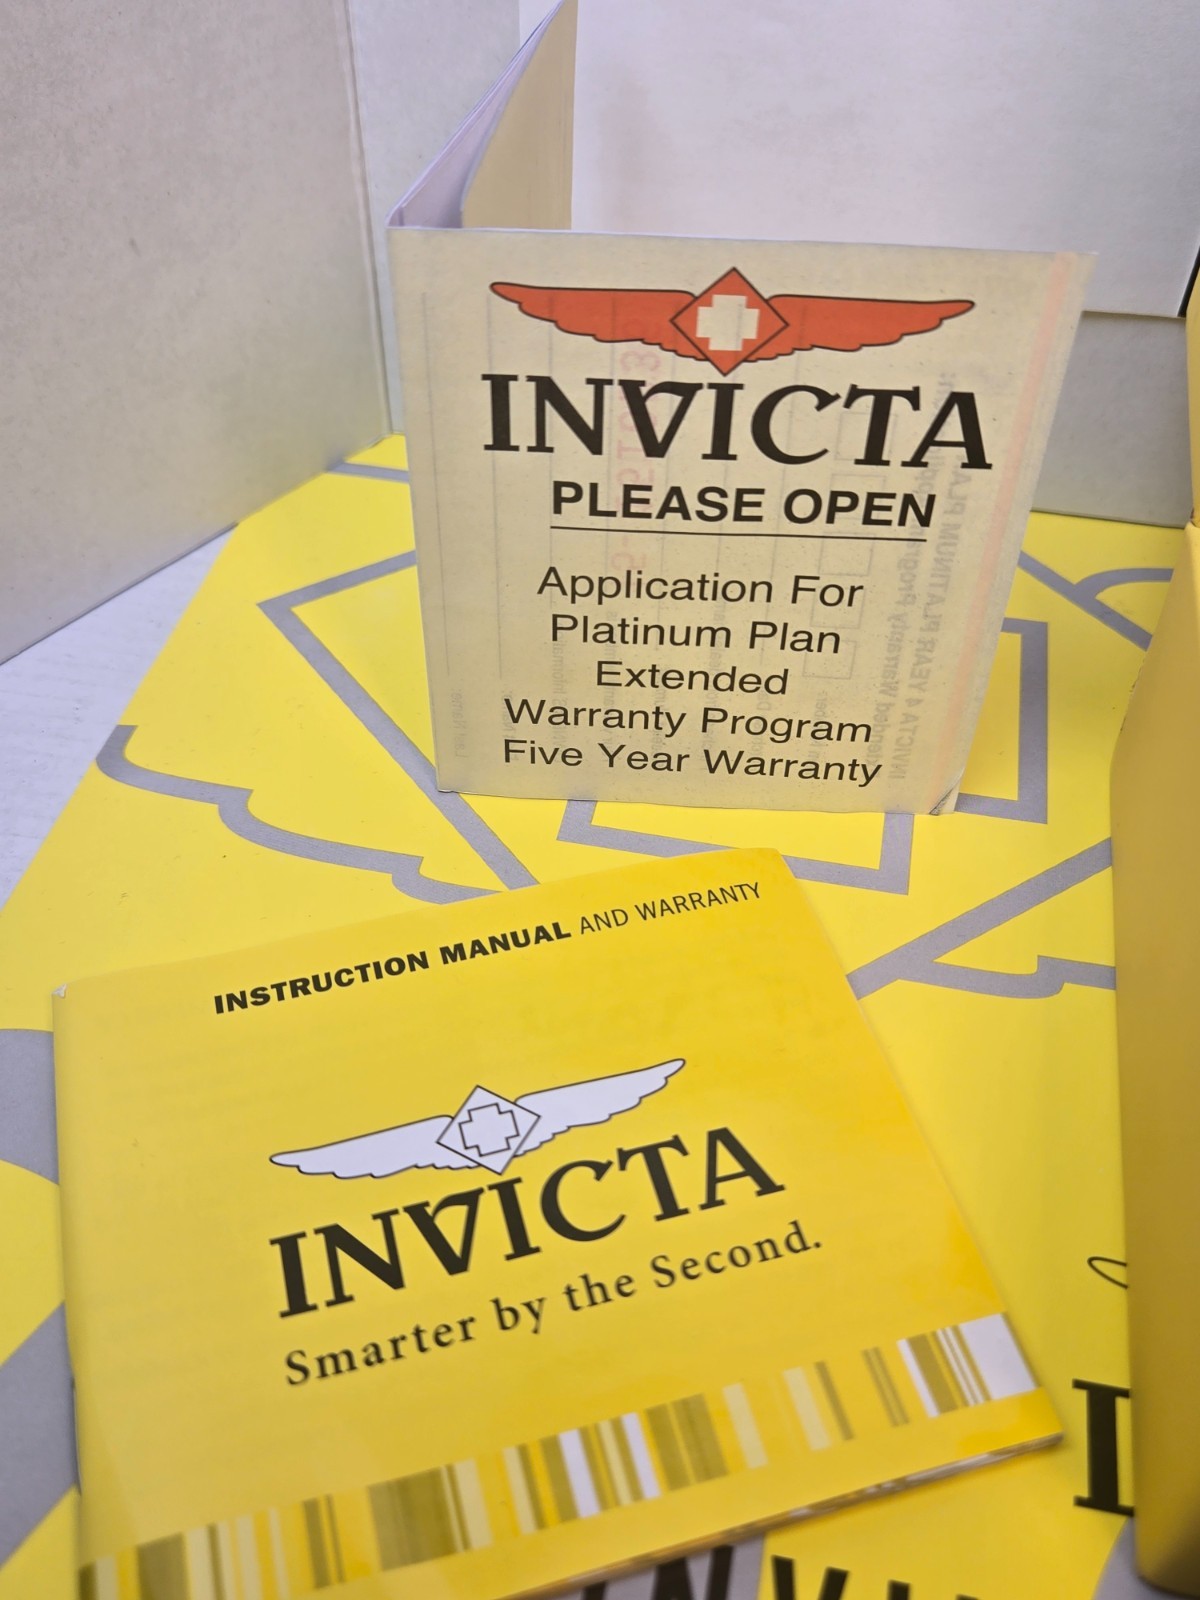 INVICTA
PLEASE OPEN
Application For
Platinum Plan
Extended
Warranty Program
Five Year Warranty
INSTRUCTION MANUAL AND WARRANTY
INVICTA
Smarter by the Second.